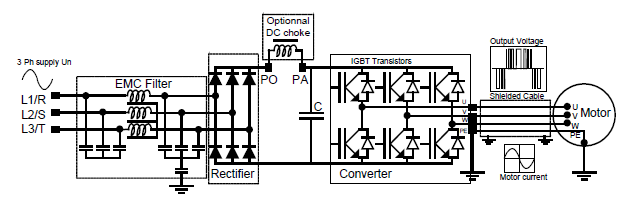 Optionnal
DC choke
Output Voltage
3 Ph supply Un
EMC Filter
PO
PA
IGBT Transistors
Shielded Cable
L1/R
L2/S
L3/T
C
U
V
W
PE
U
V
W
PE
Motor
Rectifier
Converter
Motor current